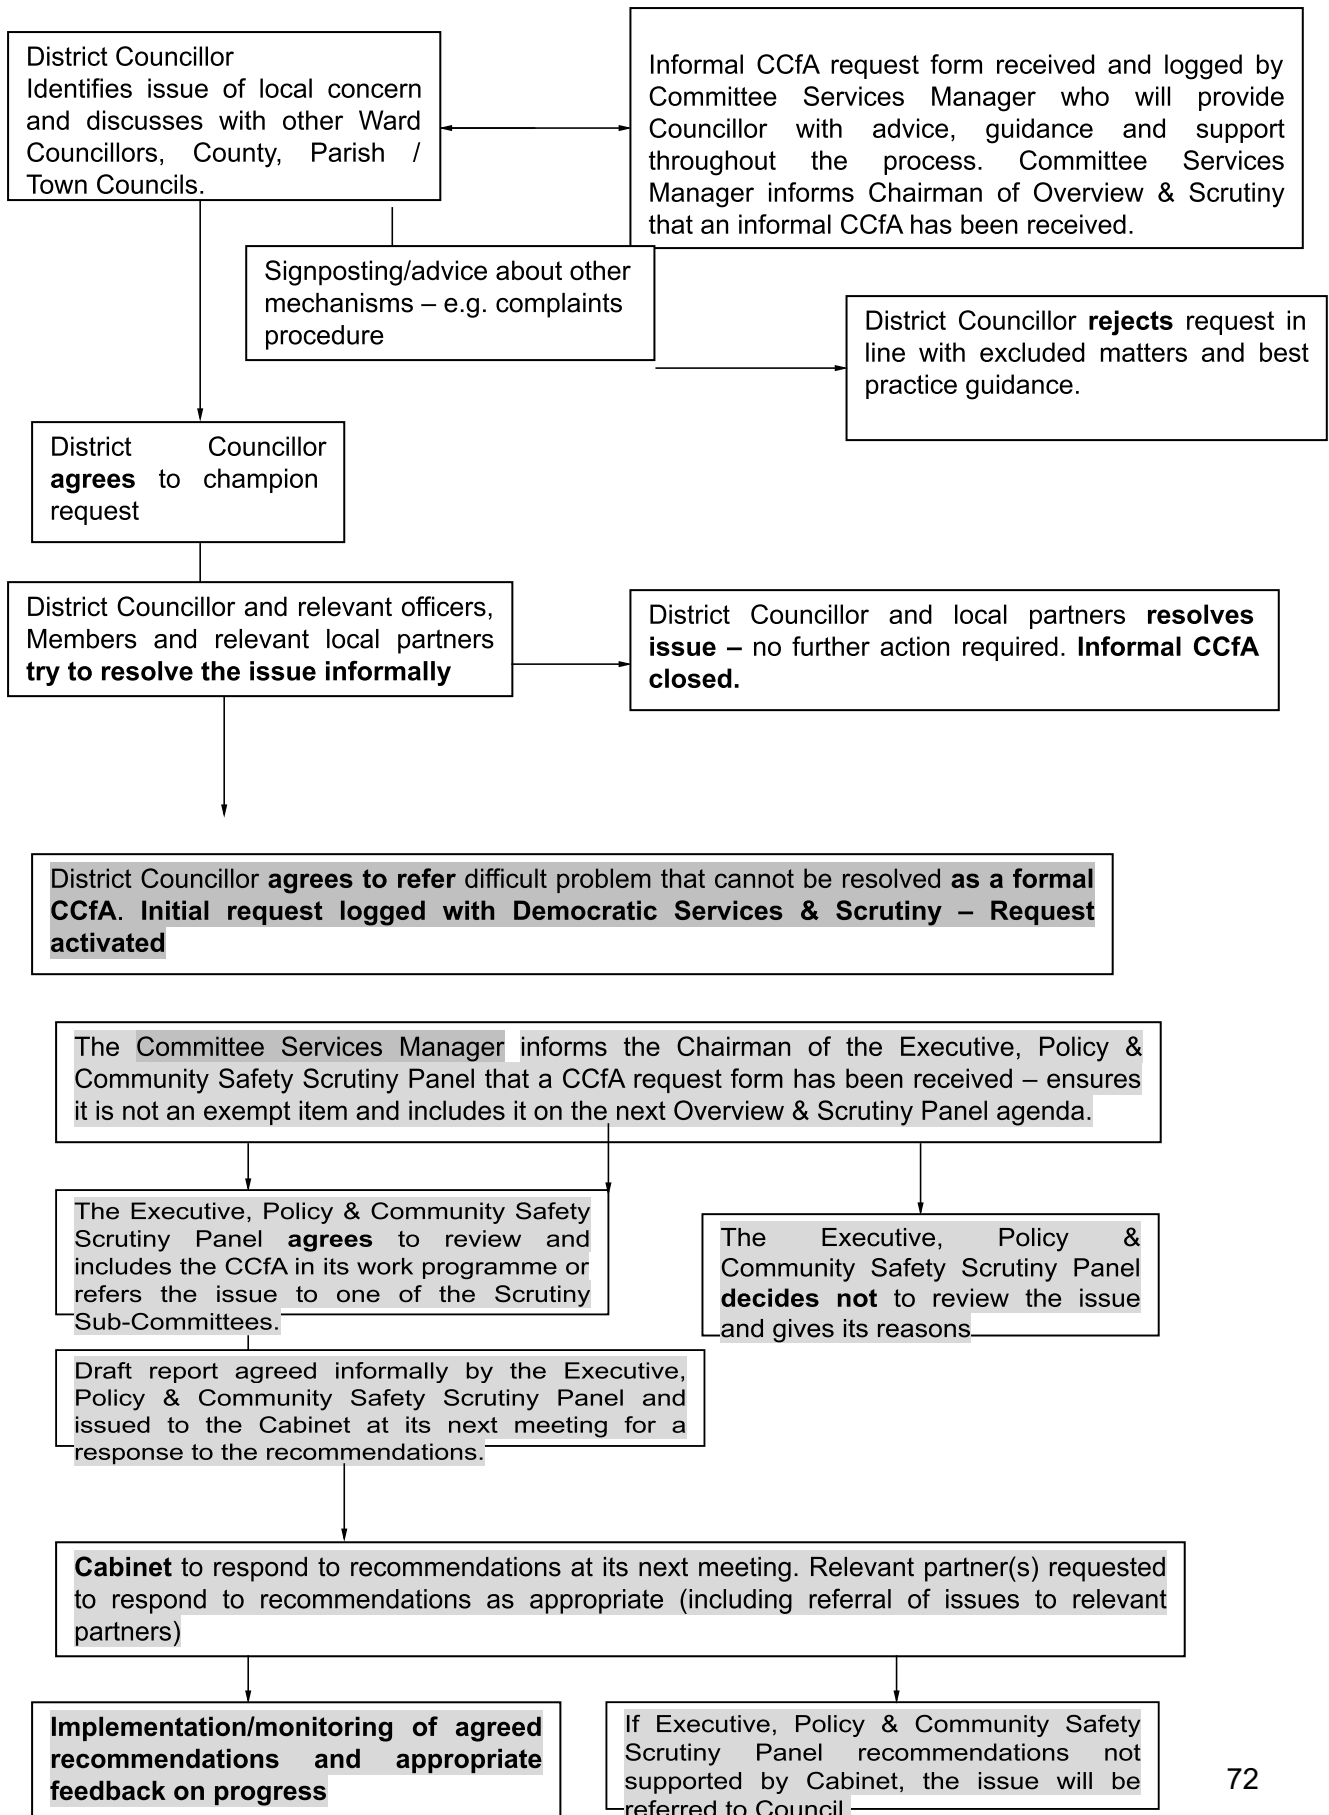 District Councillor
Identifies issue of local concern
and discusses with other Ward
Councillors, County, Parish /
Town Councils.
Informal CCfA request form received and logged by
Committee Services Manager who will provide
Councillor with advice, guidance and support
throughout the process. Committee Services
Manager informs Chairman of Overview & Scrutiny
that an informal CCfA has been received.
Signposting/advice about other
mechanisms – e.g. complaints
procedure
District Councillor rejects request in
line with excluded matters and best
practice guidance.
District Councillor
agrees to champion
request
District Councillor and relevant officers,
Members and relevant local partners
try to resolve the issue informally
District Councillor and local partners resolves
issue – no further action required. Informal CCfA
closed.
District Councillor agrees to refer difficult problem that cannot be resolved as a formal
CCfA. Initial request logged with Democratic Services & Scrutiny – Request
activated
The Committee Services Manager informs the Chairman of the Executive, Policy &
Community Safety Scrutiny Panel that a CCfA request form has been received – ensures
it is not an exempt item and includes it on the next Overview & Scrutiny Panel agenda.
The Executive, Policy & Community Safety
Scrutiny Panel agrees to review and
includes the CCfA in its work programme or
refers the issue to one of the Scrutiny
Sub-Committees.
The Executive, Policy &
Community Safety Scrutiny Panel
decides not to review the issue
and gives its reasons
Draft report agreed informally by the Executive,
Policy & Community Safety Scrutiny Panel and
issued to the Cabinet at its next meeting for a
response to the recommendations.
Cabinet to respond to recommendations at its next meeting. Relevant partner(s) requested
to respond to recommendations as appropriate (including referral of issues to relevant
partners)
Implementation/monitoring of agreed
recommendations and appropriate
feedback on progress
If Executive, Policy & Community Safety
Scrutiny Panel recommendations not
supported by Cabinet, the issue will be
referred to Council.
72